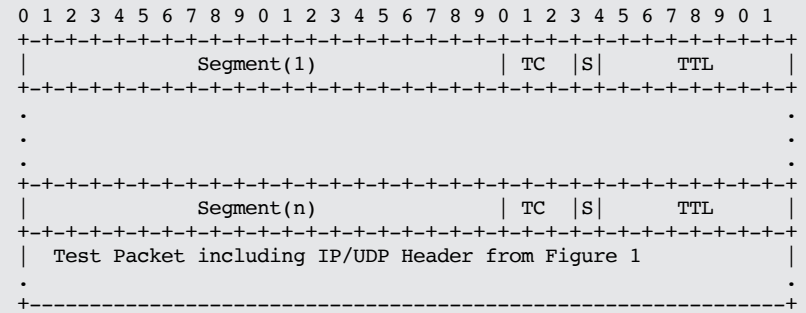 0 1 2 3 4 5 6 7 8 9 0 1 2 3 4 5 6 7 8 9 0 1 2 3 4 5 6 7 8 9 0 1
+-+-+-+-+-+-+-+-+-+-+-+-+-+-+-+-+-+-+-+-+-+-+-+-+-+-+-+-+-+-+-+-+
|              Segment(1)               | TC  |S|      TTL      |
+-+-+-+-+-+-+-+-+-+-+-+-+-+-+-+-+-+-+-+-+-+-+-+-+-+-+-+-+-+-+-+-+
.                                                               .
.                                                               .
.                                                               .
+-+-+-+-+-+-+-+-+-+-+-+-+-+-+-+-+-+-+-+-+-+-+-+-+-+-+-+-+-+-+-+-+
|              Segment(n)               | TC  |S|      TTL      |
+-+-+-+-+-+-+-+-+-+-+-+-+-+-+-+-+-+-+-+-+-+-+-+-+-+-+-+-+-+-+-+-+
|  Test Packet including IP/UDP Header from Figure 1            |
.                                                               .
+---------------------------------------------------------------+